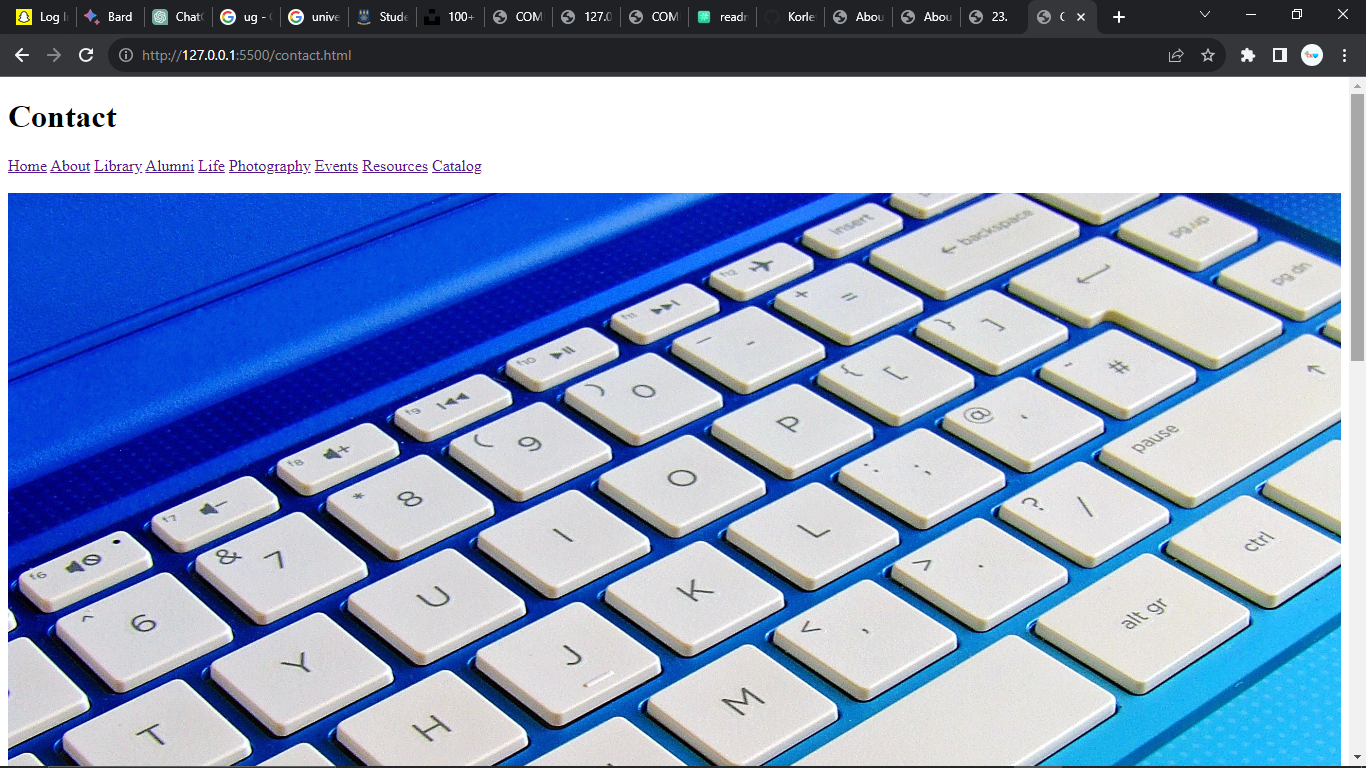 Log I
Bard
Chat
ug - 
unive
Stude
100+
COM
127.0
COM
readr
Korle
Abou
Abou
23.
http://127.0.0.1:5500/contact.html
Contact
Home About Library Alumni Life Photography Events Resources Catalog
insert
← backspace
pg up
pg dn
f12
+ =
f11
_ -
} ]
f10
) 0
{ [
~ #
f9
( 9
P
@ '
pause
f8
* 8
O
: ;
f7
& 7
I
L
? /
ctrl
f6
^ 6
U
K
> .
alt gr
Y
J
< ,
T
H
M